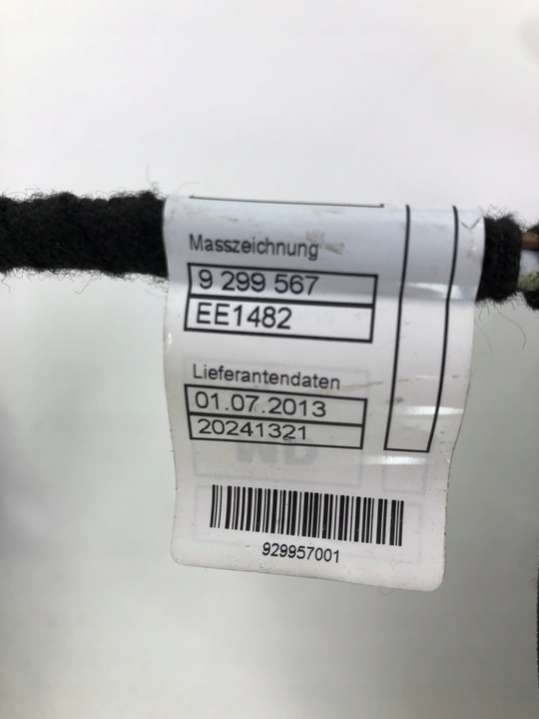 Masszeichnung
9 299 567
EE1482
Lieferantendaten
01.07.2013
20241321
929957001